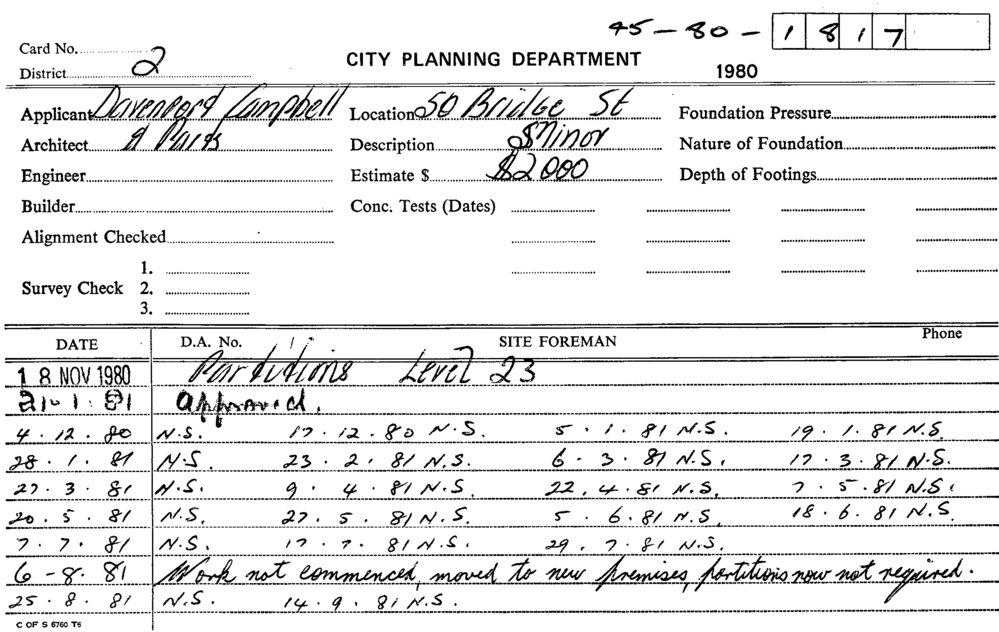 45-80-1817
Card No.
District 2
CITY PLANNING DEPARTMENT
1980
Applicant Davenport Campbell Location 50 Bridge St Foundation Pressure
Architect & Parts Description Minor Nature of Foundation
Engineer Estimate $ $2000 Depth of Footings
Builder Conc. Tests (Dates)
Alignment Checked
1.
Survey Check 2.
3.
DATE D.A. No. SITE FOREMAN Phone
18 NOV 1980 Partitions Level 23
21-1-81 Approved.
4.12.80 N.S. 17.12.80 N.S. 5.1.81 N.S. 19.1.81 N.S.
28.1.81 N.S. 23.2.81 N.S. 6.3.81 N.S. 17.3.81 N.S.
27.3.81 N.S. 9.4.81 N.S. 22.4.81 N.S. 7.5.81 N.S.
20.5.81 N.S. 27.5.81 N.S. 5.6.81 N.S. 18.6.81 N.S.
7.7.81 N.S. 17.7.81 N.S. 29.7.81 N.S.
6-8-81 Work not commenced, moved to new premises, partitions now not required.
25.8.81 N.S. 14.9.81 N.S.
C OF S 6760 T6